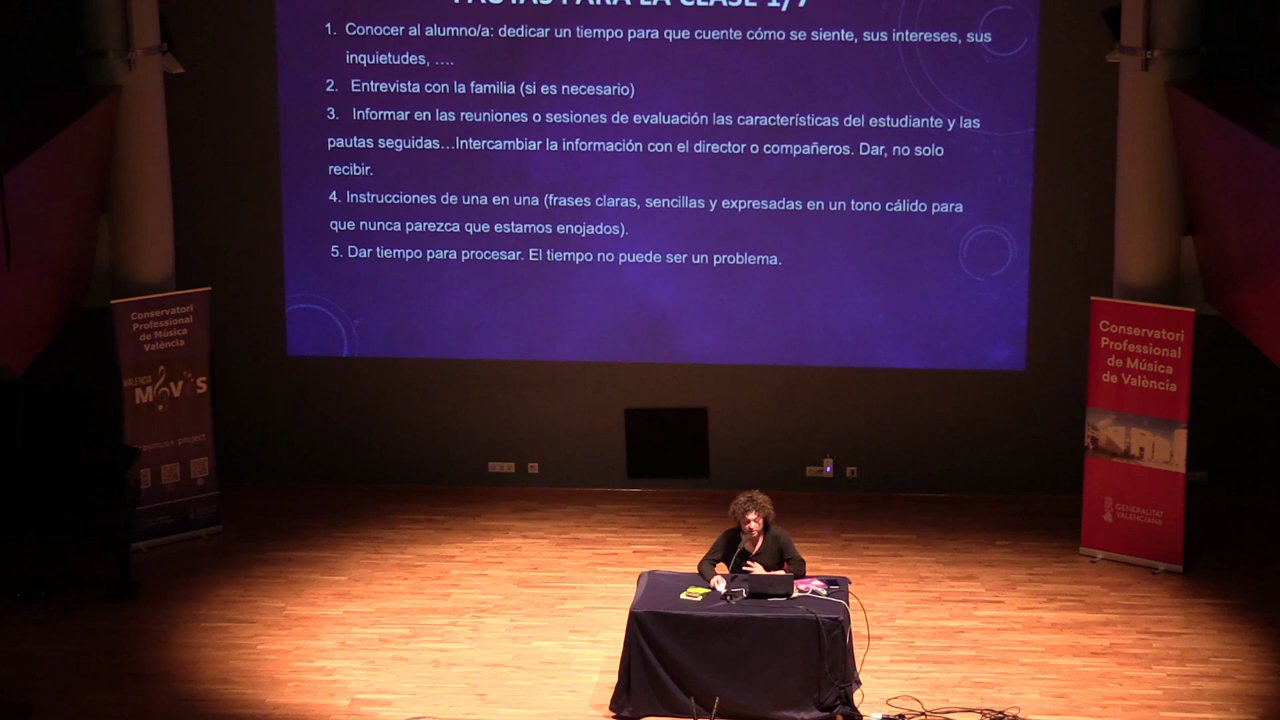 PAUTAS PARA LA CLASE 1/7
1. Conocer al alumno/a: dedicar un tiempo para que cuente cómo se siente, sus intereses, sus
inquietudes, ....
2. Entrevista con la familia (si es necesario)
3. Informar en las reuniones o sesiones de evaluación las características del estudiante y las
pautas seguidas...Intercambiar la información con el director o compañeros. Dar, no solo
recibir.
4. Instrucciones de una en una (frases claras, sencillas y expresadas en un tono cálido para
que nunca parezca que estamos enojados).
5. Dar tiempo para procesar. El tiempo no puede ser un problema.
Conservatori
Professional
de Música
València
VALENCIA
MOVES
erasmus+ project
Conservatori
Professional
de Música
de València
GENERALITAT
VALENCIANA